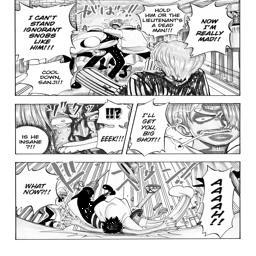 NOW
I'M
REALLY
MAD!!
HOLD
HIM OR THE
LIEUTENANT'S
A DEAD
MAN!!!
I CAN'T
STAND
IGNORANT
SNOBS
LIKE
HIM!!!
COOL
DOWN,
SANJI!!
I'LL
GET YOU,
BIG
SHOT!!
!!?
EEEK!!!
IS HE
INSANE
?!!
AAAAH!!
WHAT
NOW?!!